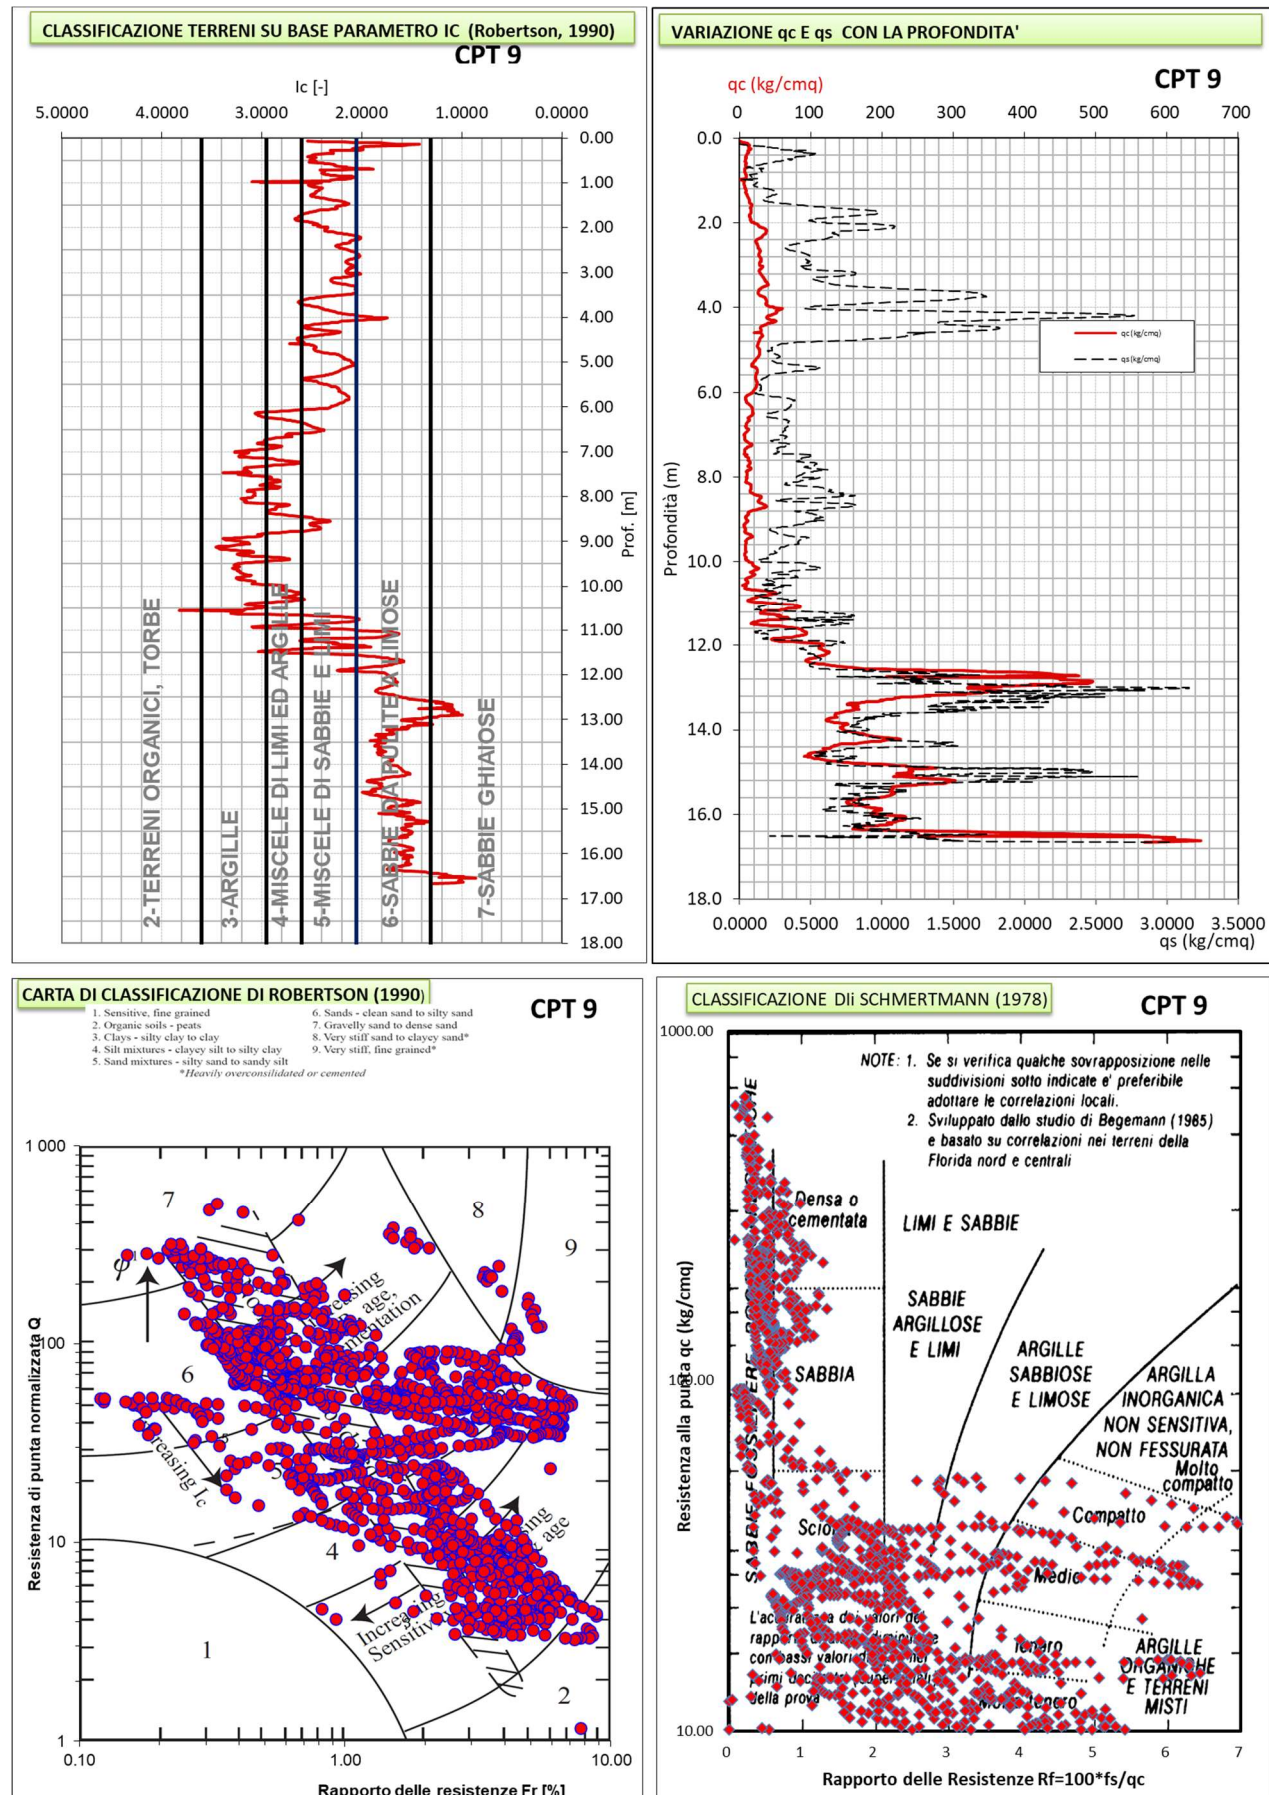 CLASSIFICAZIONE TERRENI SU BASE PARAMETRO IC (Robertson, 1990)
CPT 9
Ic [-]
5.0000 4.0000 3.0000 2.0000 1.0000 0.0000
0.00
1.00
2.00
3.00
4.00
5.00
6.00
7.00
8.00
9.00
10.00
11.00
12.00
13.00
14.00
15.00
16.00
17.00
18.00
Prof. [m]
2-TERRENI ORGANICI, TORBE
3-ARGILLE
4-MISCELE DI LIMI ED ARGILLE
5-MISCELE DI SABBIE E LIMI
6-SABBIE DA PULITE A LIMOSE
7-SABBIE GHIAIOSE
VARIAZIONE qc E qs CON LA PROFONDITA'
CPT 9
qc (kg/cmq)
0 100 200 300 400 500 600 700
0.0
2.0
4.0
6.0
8.0
10.0
12.0
14.0
16.0
18.0
Profondità (m)
qc (kg/cmq)
qs (kg/cmq)
0.0000 0.5000 1.0000 1.5000 2.0000 2.5000 3.0000 3.5000
qs (kg/cmq)
CARTA DI CLASSIFICAZIONE DI ROBERTSON (1990)
CPT 9
1. Sensitive, fine grained
2. Organic soils - peats
3. Clays - silty clay to clay
4. Silt mixtures - clayey silt to silty clay
5. Sand mixtures - silty sand to sandy silt
6. Sands - clean sand to silty sand
7. Gravelly sand to dense sand
8. Very stiff sand to clayey sand*
9. Very stiff, fine grained*
*Heavily overconsilidated or cemented
1 000
100
10
1
Resistenza di punta normalizzata Q
7
8
9
6
5
4
1
2
φ'
age,
Increasing
Sensitiv
0.10 1.00 10.00
Rapporto delle resistenze Fr [%]
CLASSIFICAZIONE DIi SCHMERTMANN (1978)
CPT 9
1000.00
100.00
10.00
Resistenza alla punta qc (kg/cmq)
NOTE: 1. Se si verifica qualche sovrapposizione nelle
suddivisioni sotto indicate e' preferibile
adottare le correlazioni locali.
2. Sviluppato dallo studio di Begemann (1965)
e basato su correlazioni nei terreni della
Florida nord e centrali
Densa o
cementata
LIMI E SABBIE
SABBIE
ARGILLOSE
E LIMI
SABBIA
ARGILLE
SABBIOSE
E LIMOSE
ARGILLA
INORGANICA
NON SENSITIVA,
NON FESSURATA
Molto
compatto
Compatto
Medio
ARGILLE
ORGANICHE
E TERRENI
MISTI
con bassi valori
della prova
0 1 2 3 4 5 6 7
Rapporto delle Resistenze Rf=100*fs/qc